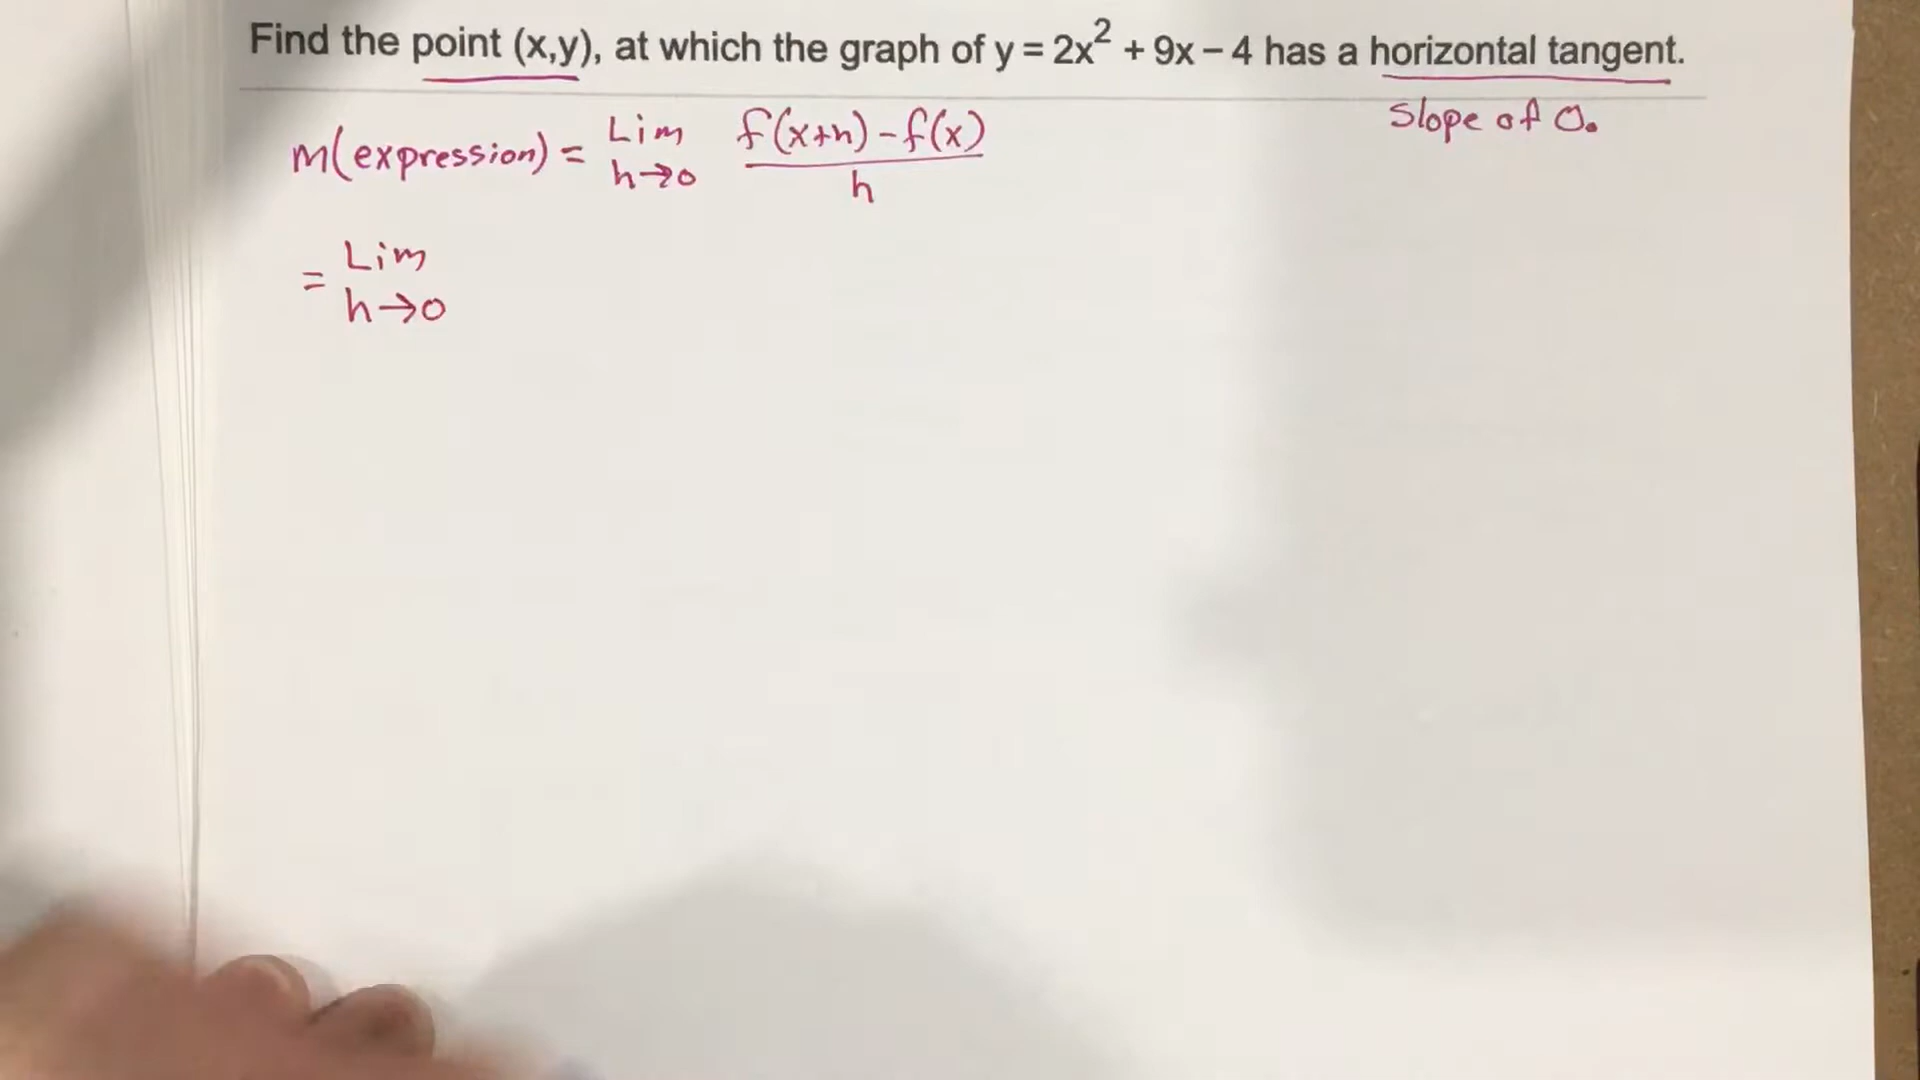 Find the point (x,y), at which the graph of y = 2x² + 9x – 4 has a horizontal tangent.
Slope of 0.
m(expression) = Lim h→0 f(x+h) - f(x) / h
= Lim h→0